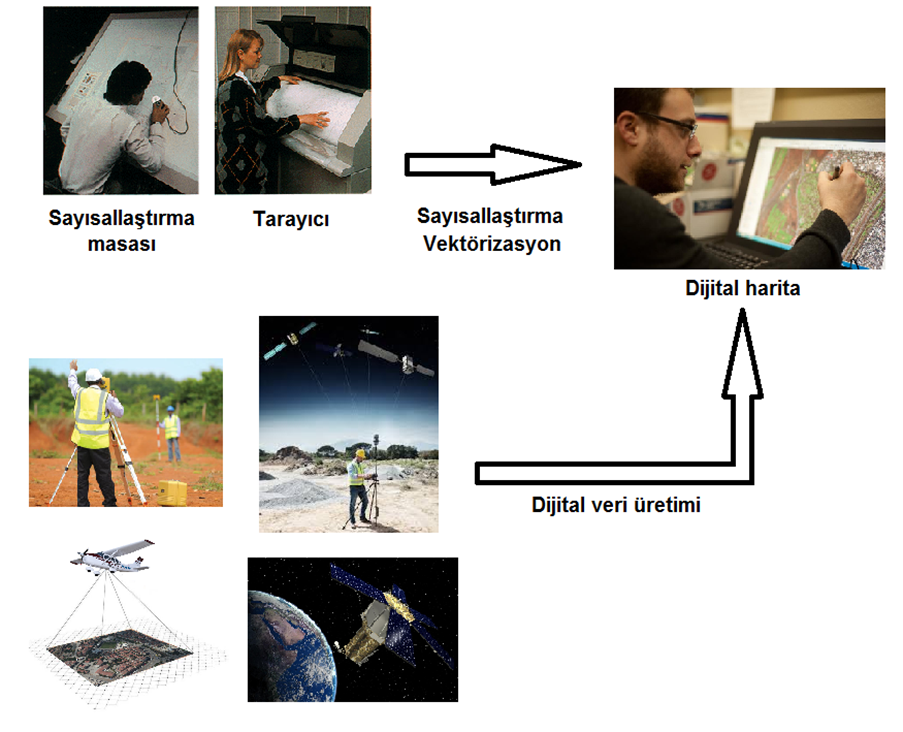 Sayısallaştırma
masası
Tarayıcı
Sayısallaştırma
Vektörizasyon
Dijital harita
Dijital veri üretimi